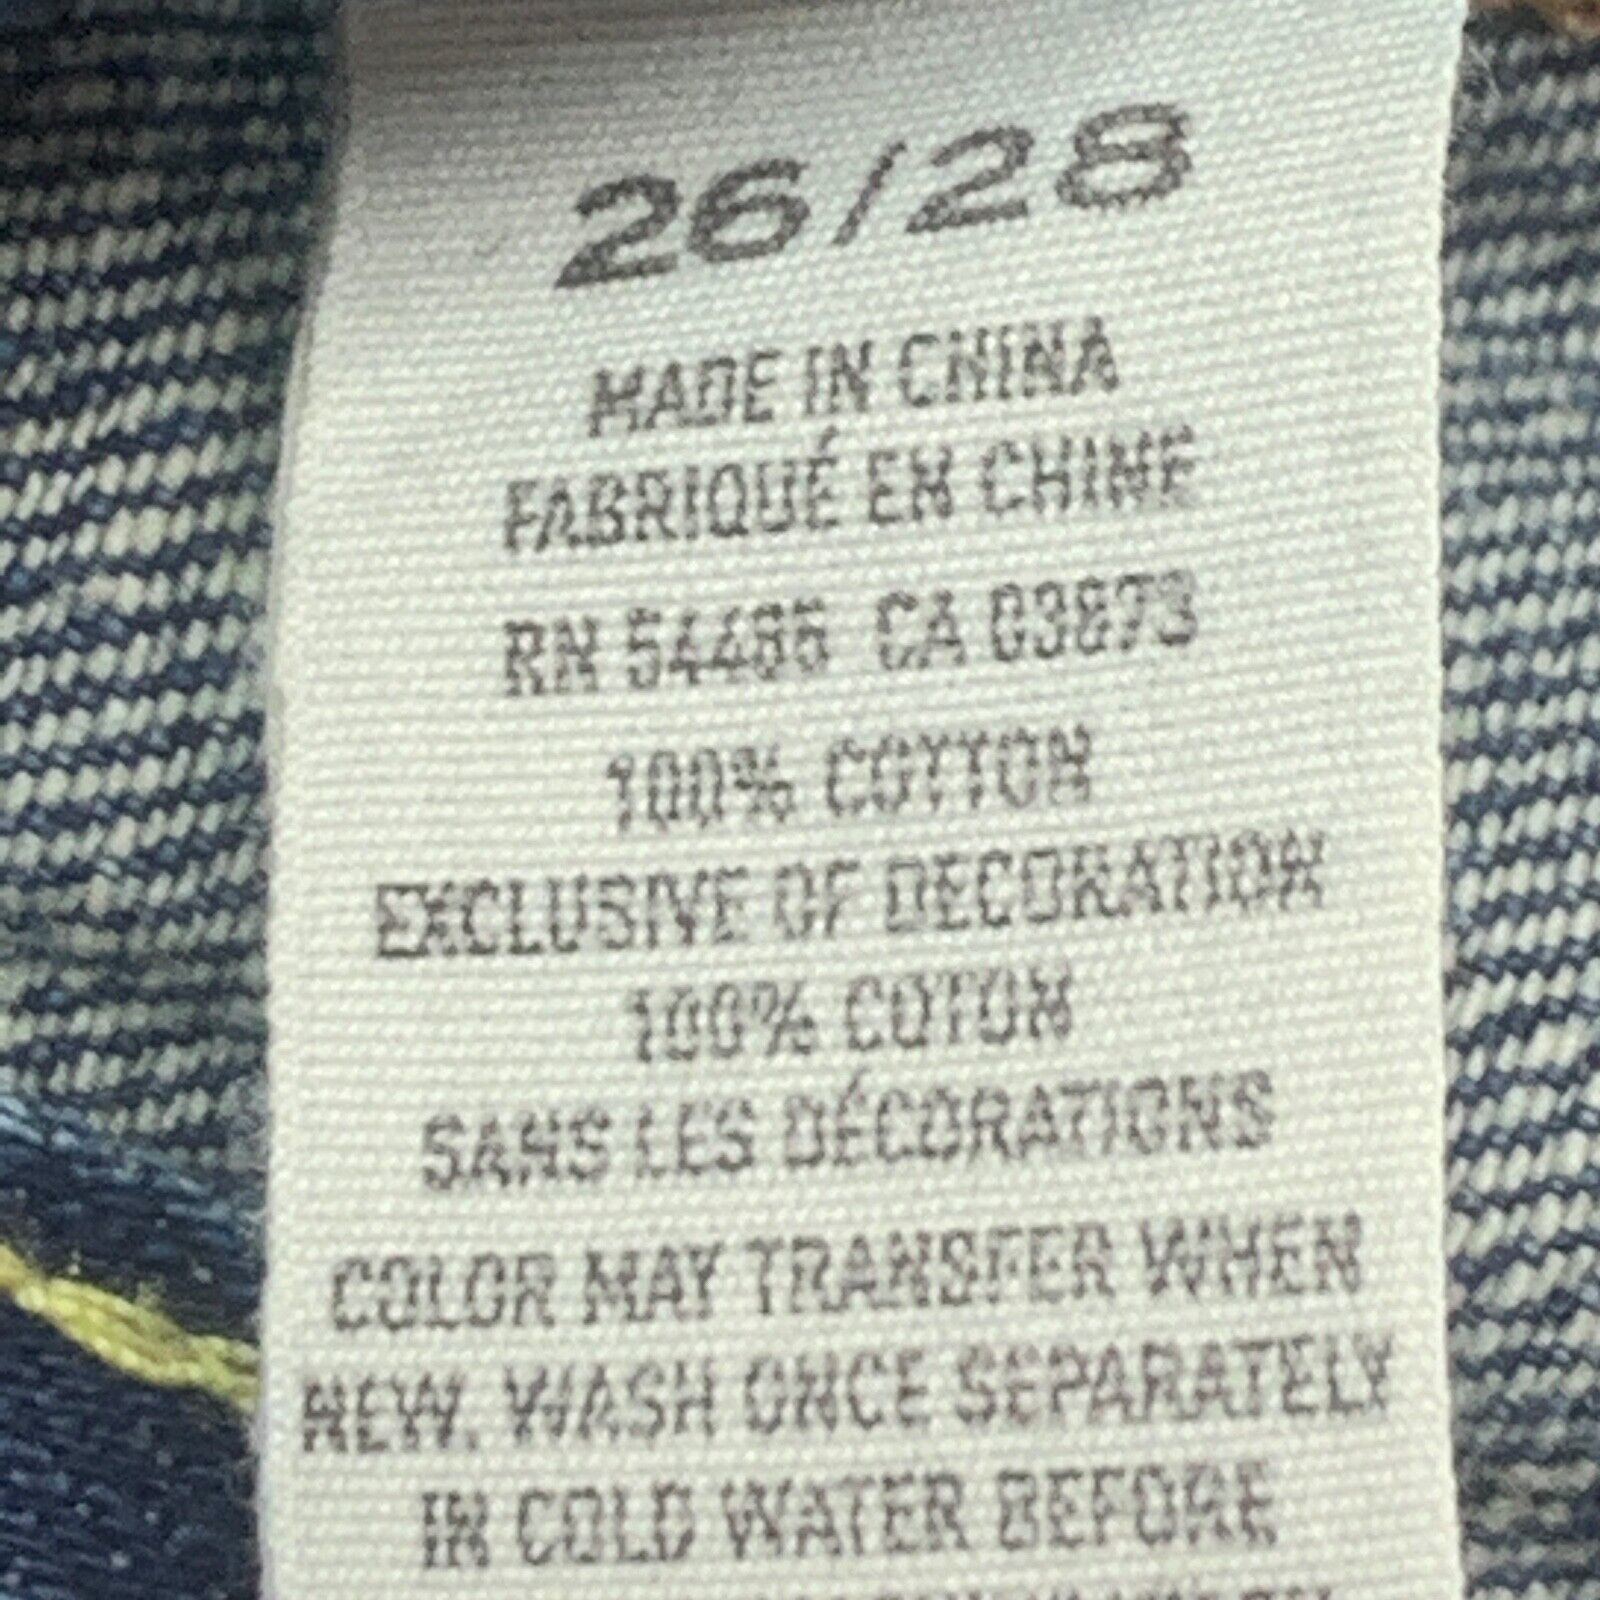 26/28
MADE IN CHINA
FABRIQUÉ EN CHINE
RN 54486 CA 03873
100% COTTON
EXCLUSIVE OF DECORATION
100% COTON
SANS LES DÉCORATIONS
COLOR MAY TRANSFER WHEN
NEW. WASH ONCE SEPARATELY
IN COLD WATER BEFORE